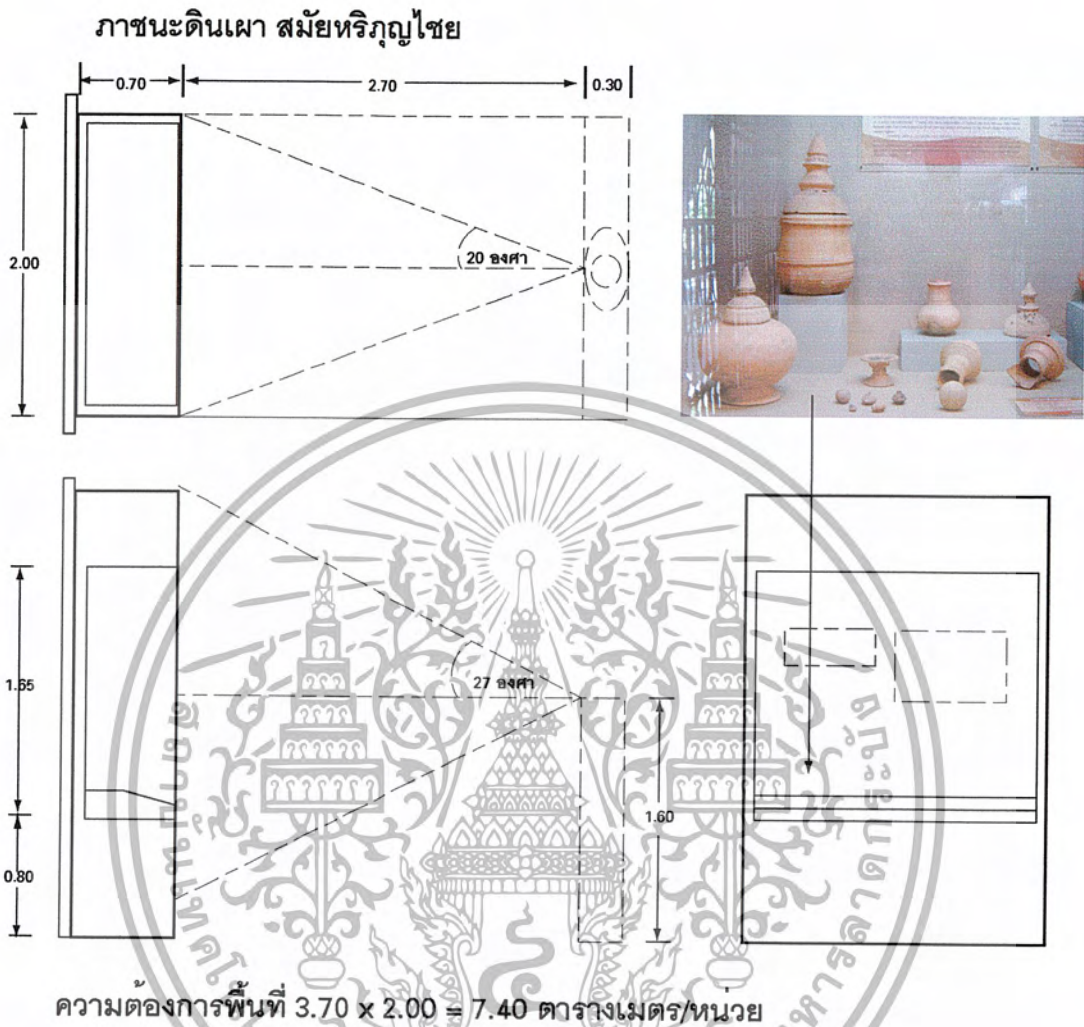 ภาชนะดินเผา สมัยหริภุญไชย
0.70 2.70 0.30
2.00
20 องศา
1.65
27 องศา
1.60
0.80
ความต้องการพื้นที่ 3.70 x 2.00 = 7.40 ตารางเมตร/หน่วย